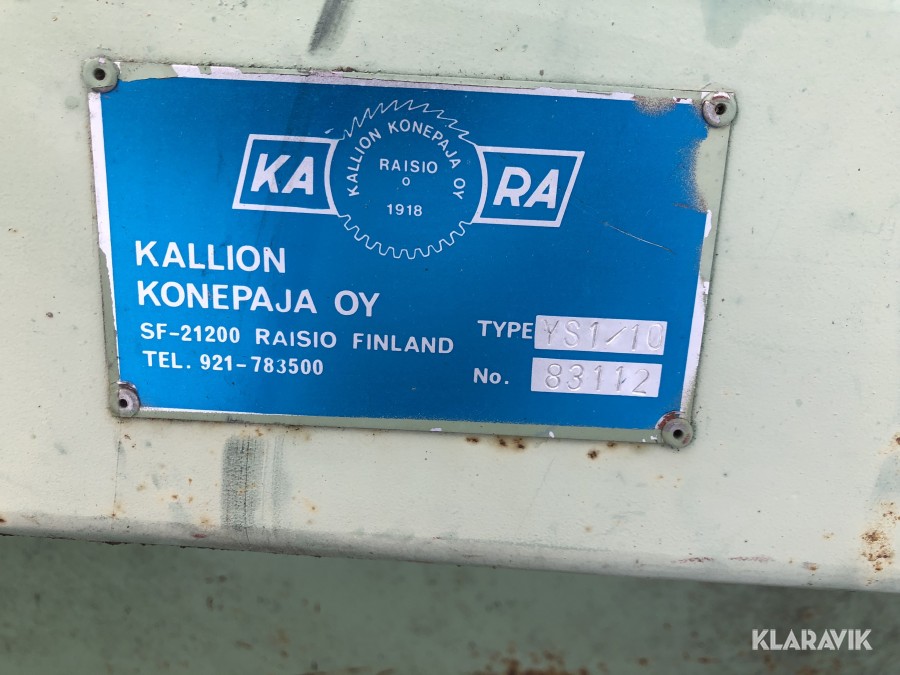 KA
KALLION KONEPAJA OY
RAISIO
1918
RA
KALLION
KONEPAJA OY
SF-21200 RAISIO FINLAND
TEL. 921-783500
TYPE YS1/10
No. 83112
KLARAVIK